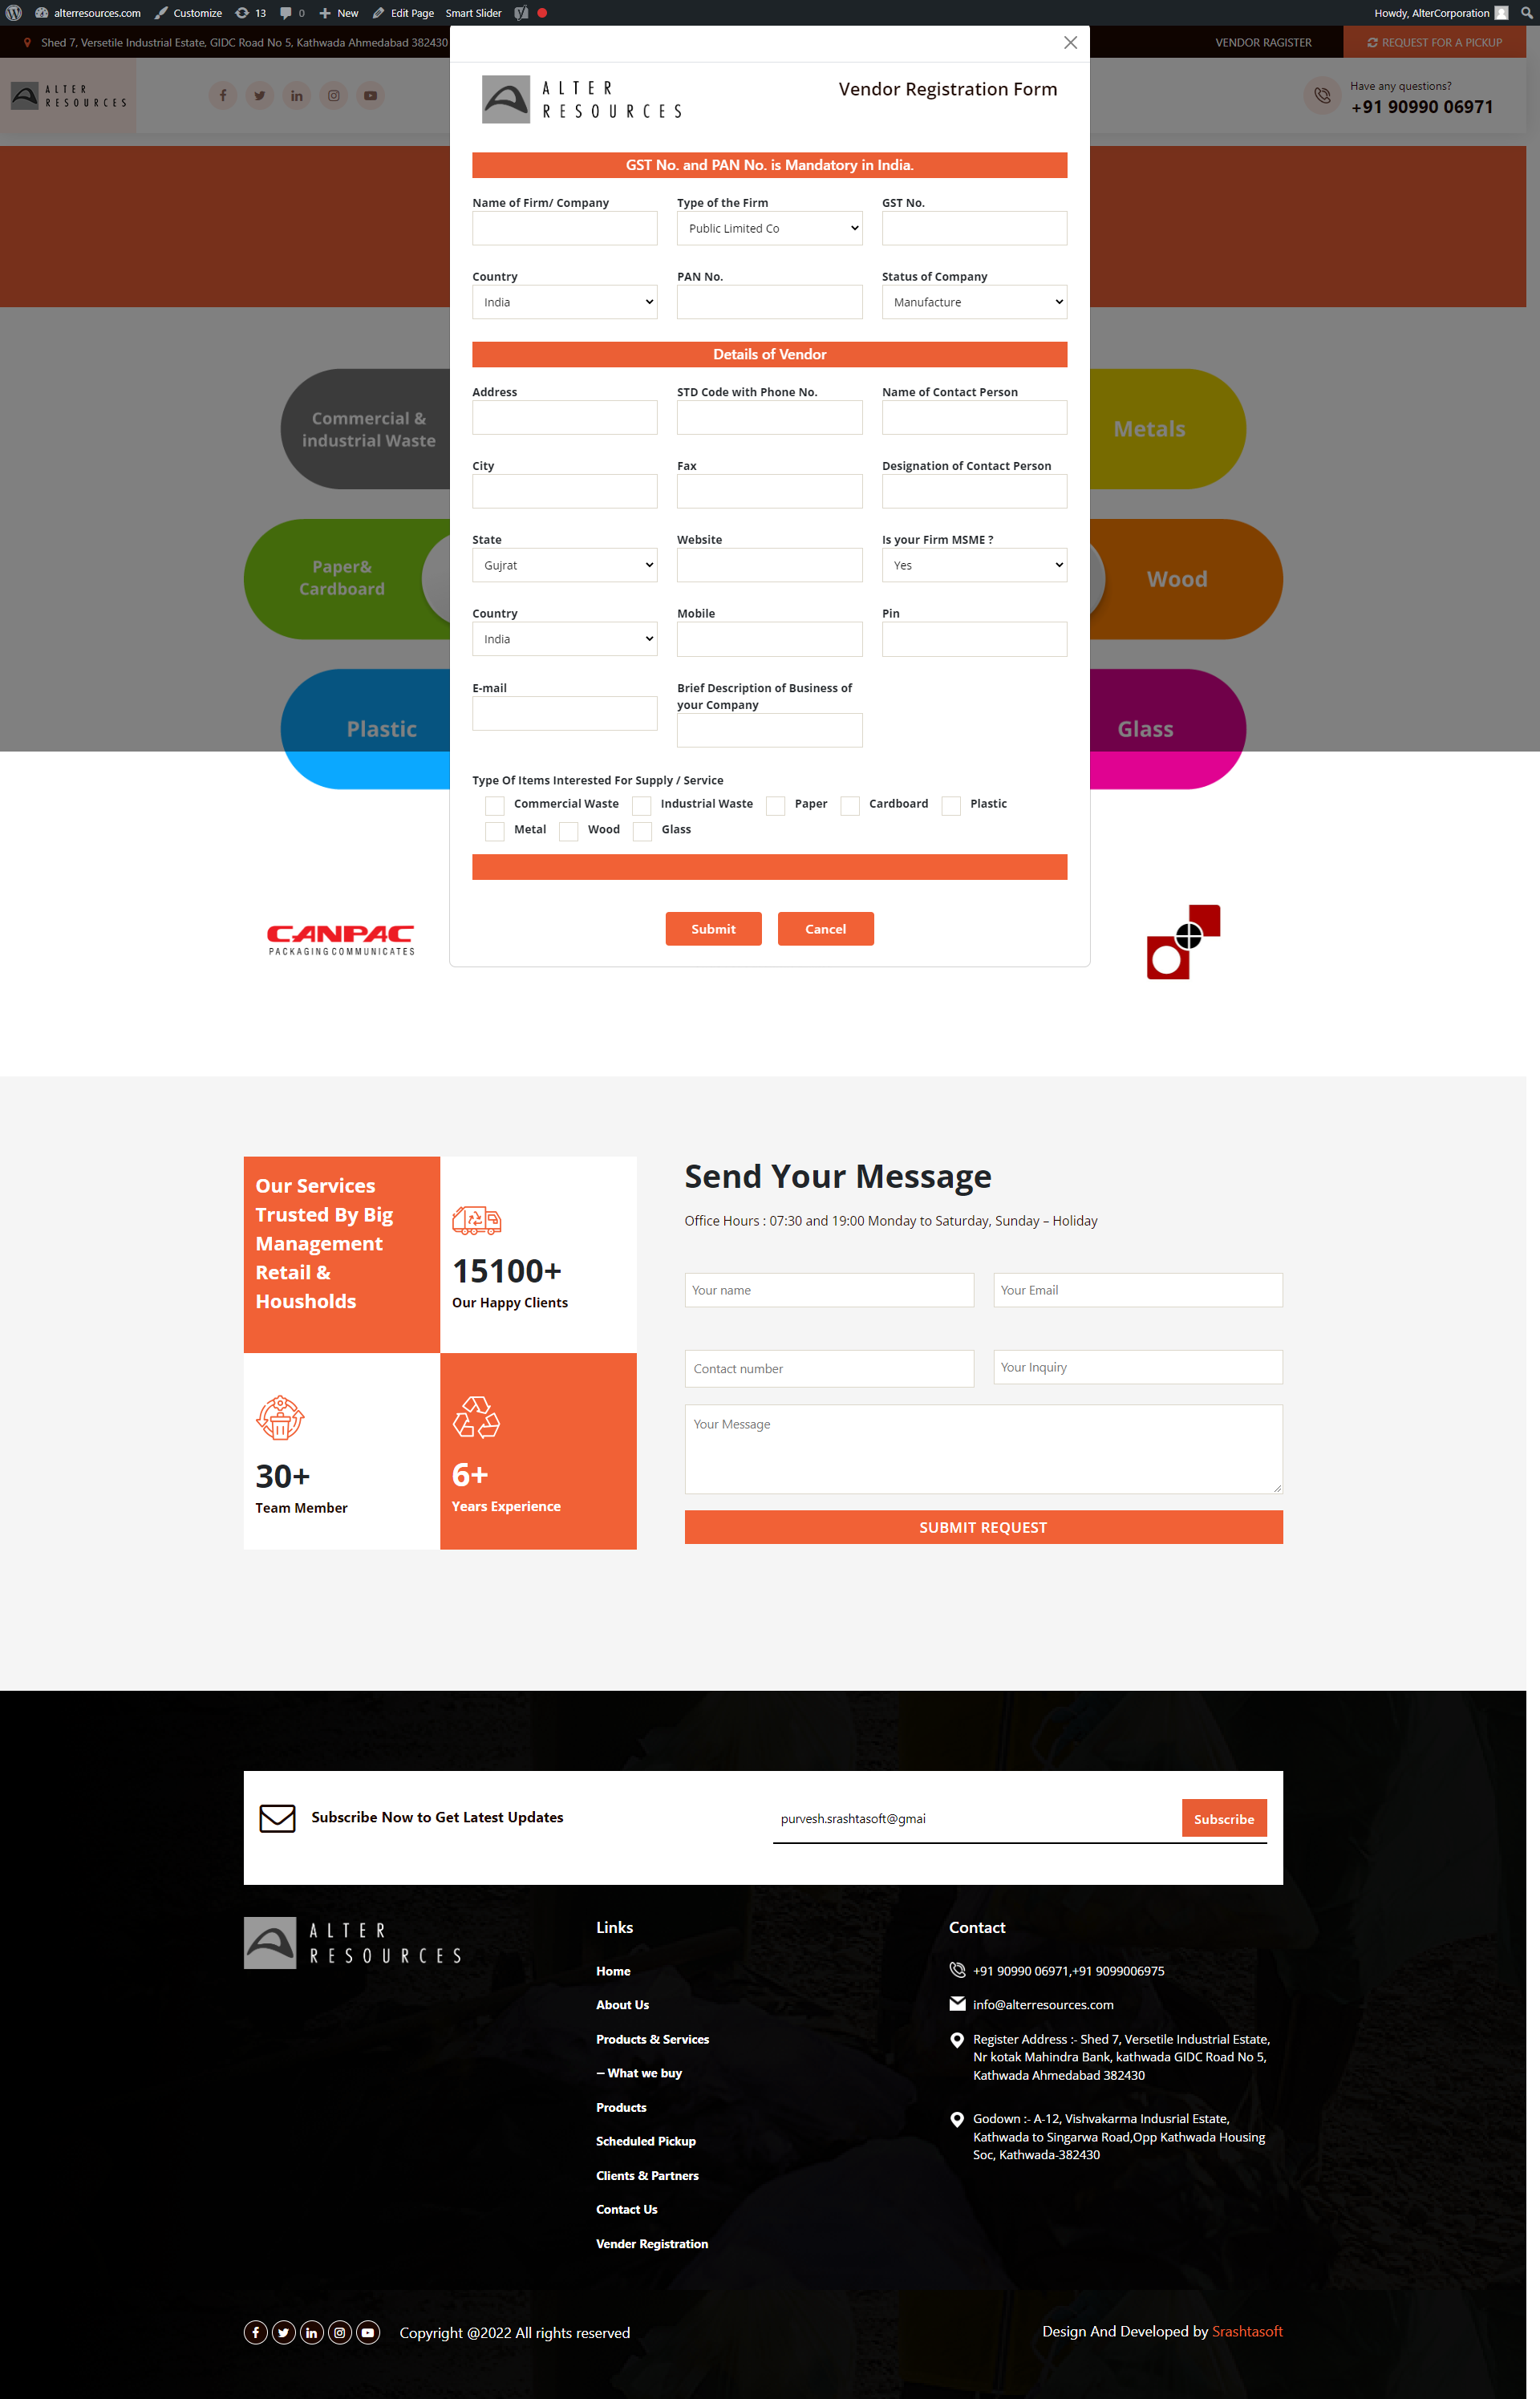 alterresources.com Customize 13 0 New Edit Page Smart Slider Howdy, AlterCorporation
Shed 7, Versetile Industrial Estate, GIDC Road No 5, Kathwada Ahmedabad 382430 VENDOR RAGISTER REQUEST FOR A PICKUP
ALTER
RESOURCES
Have any questions?
+91 90990 06971
ALTER
RESOURCES
Vendor Registration Form
GST No. and PAN No. is Mandatory in India.
Name of Firm/ Company Type of the Firm GST No.
Public Limited Co
Country PAN No. Status of Company
India Manufacture
Details of Vendor
Address STD Code with Phone No. Name of Contact Person
City Fax Designation of Contact Person
State Website Is your Firm MSME ?
Gujrat Yes
Country Mobile Pin
India
E-mail Brief Description of Business of
your Company
Type Of Items Interested For Supply / Service
Commercial Waste Industrial Waste Paper Cardboard Plastic
Metal Wood Glass
Submit Cancel
Commercial &
industrial Waste
Metals
Paper&
Cardboard
Wood
Plastic
Glass
CANPAC
PACKAGING COMMUNICATES
Our Services
Trusted By Big
Management
Retail &
Housholds
15100+
Our Happy Clients
30+
Team Member
6+
Years Experience
Send Your Message
Office Hours : 07:30 and 19:00 Monday to Saturday, Sunday – Holiday
Your name Your Email
Contact number Your Inquiry
Your Message
SUBMIT REQUEST
Subscribe Now to Get Latest Updates purvesh.srashtasoft@gmai Subscribe
ALTER
RESOURCES
Links
Home
About Us
Products & Services
– What we buy
Products
Scheduled Pickup
Clients & Partners
Contact Us
Vender Registration
Contact
+91 90990 06971,+91 9099006975
info@alterresources.com
Register Address :- Shed 7, Versetile Industrial Estate,
Nr kotak Mahindra Bank, kathwada GIDC Road No 5,
Kathwada Ahmedabad 382430
Godown :- A-12, Vishvakarma Indusrial Estate,
Kathwada to Singarwa Road,Opp Kathwada Housing
Soc, Kathwada-382430
Copyright @2022 All rights reserved
Design And Developed by Srashtasoft